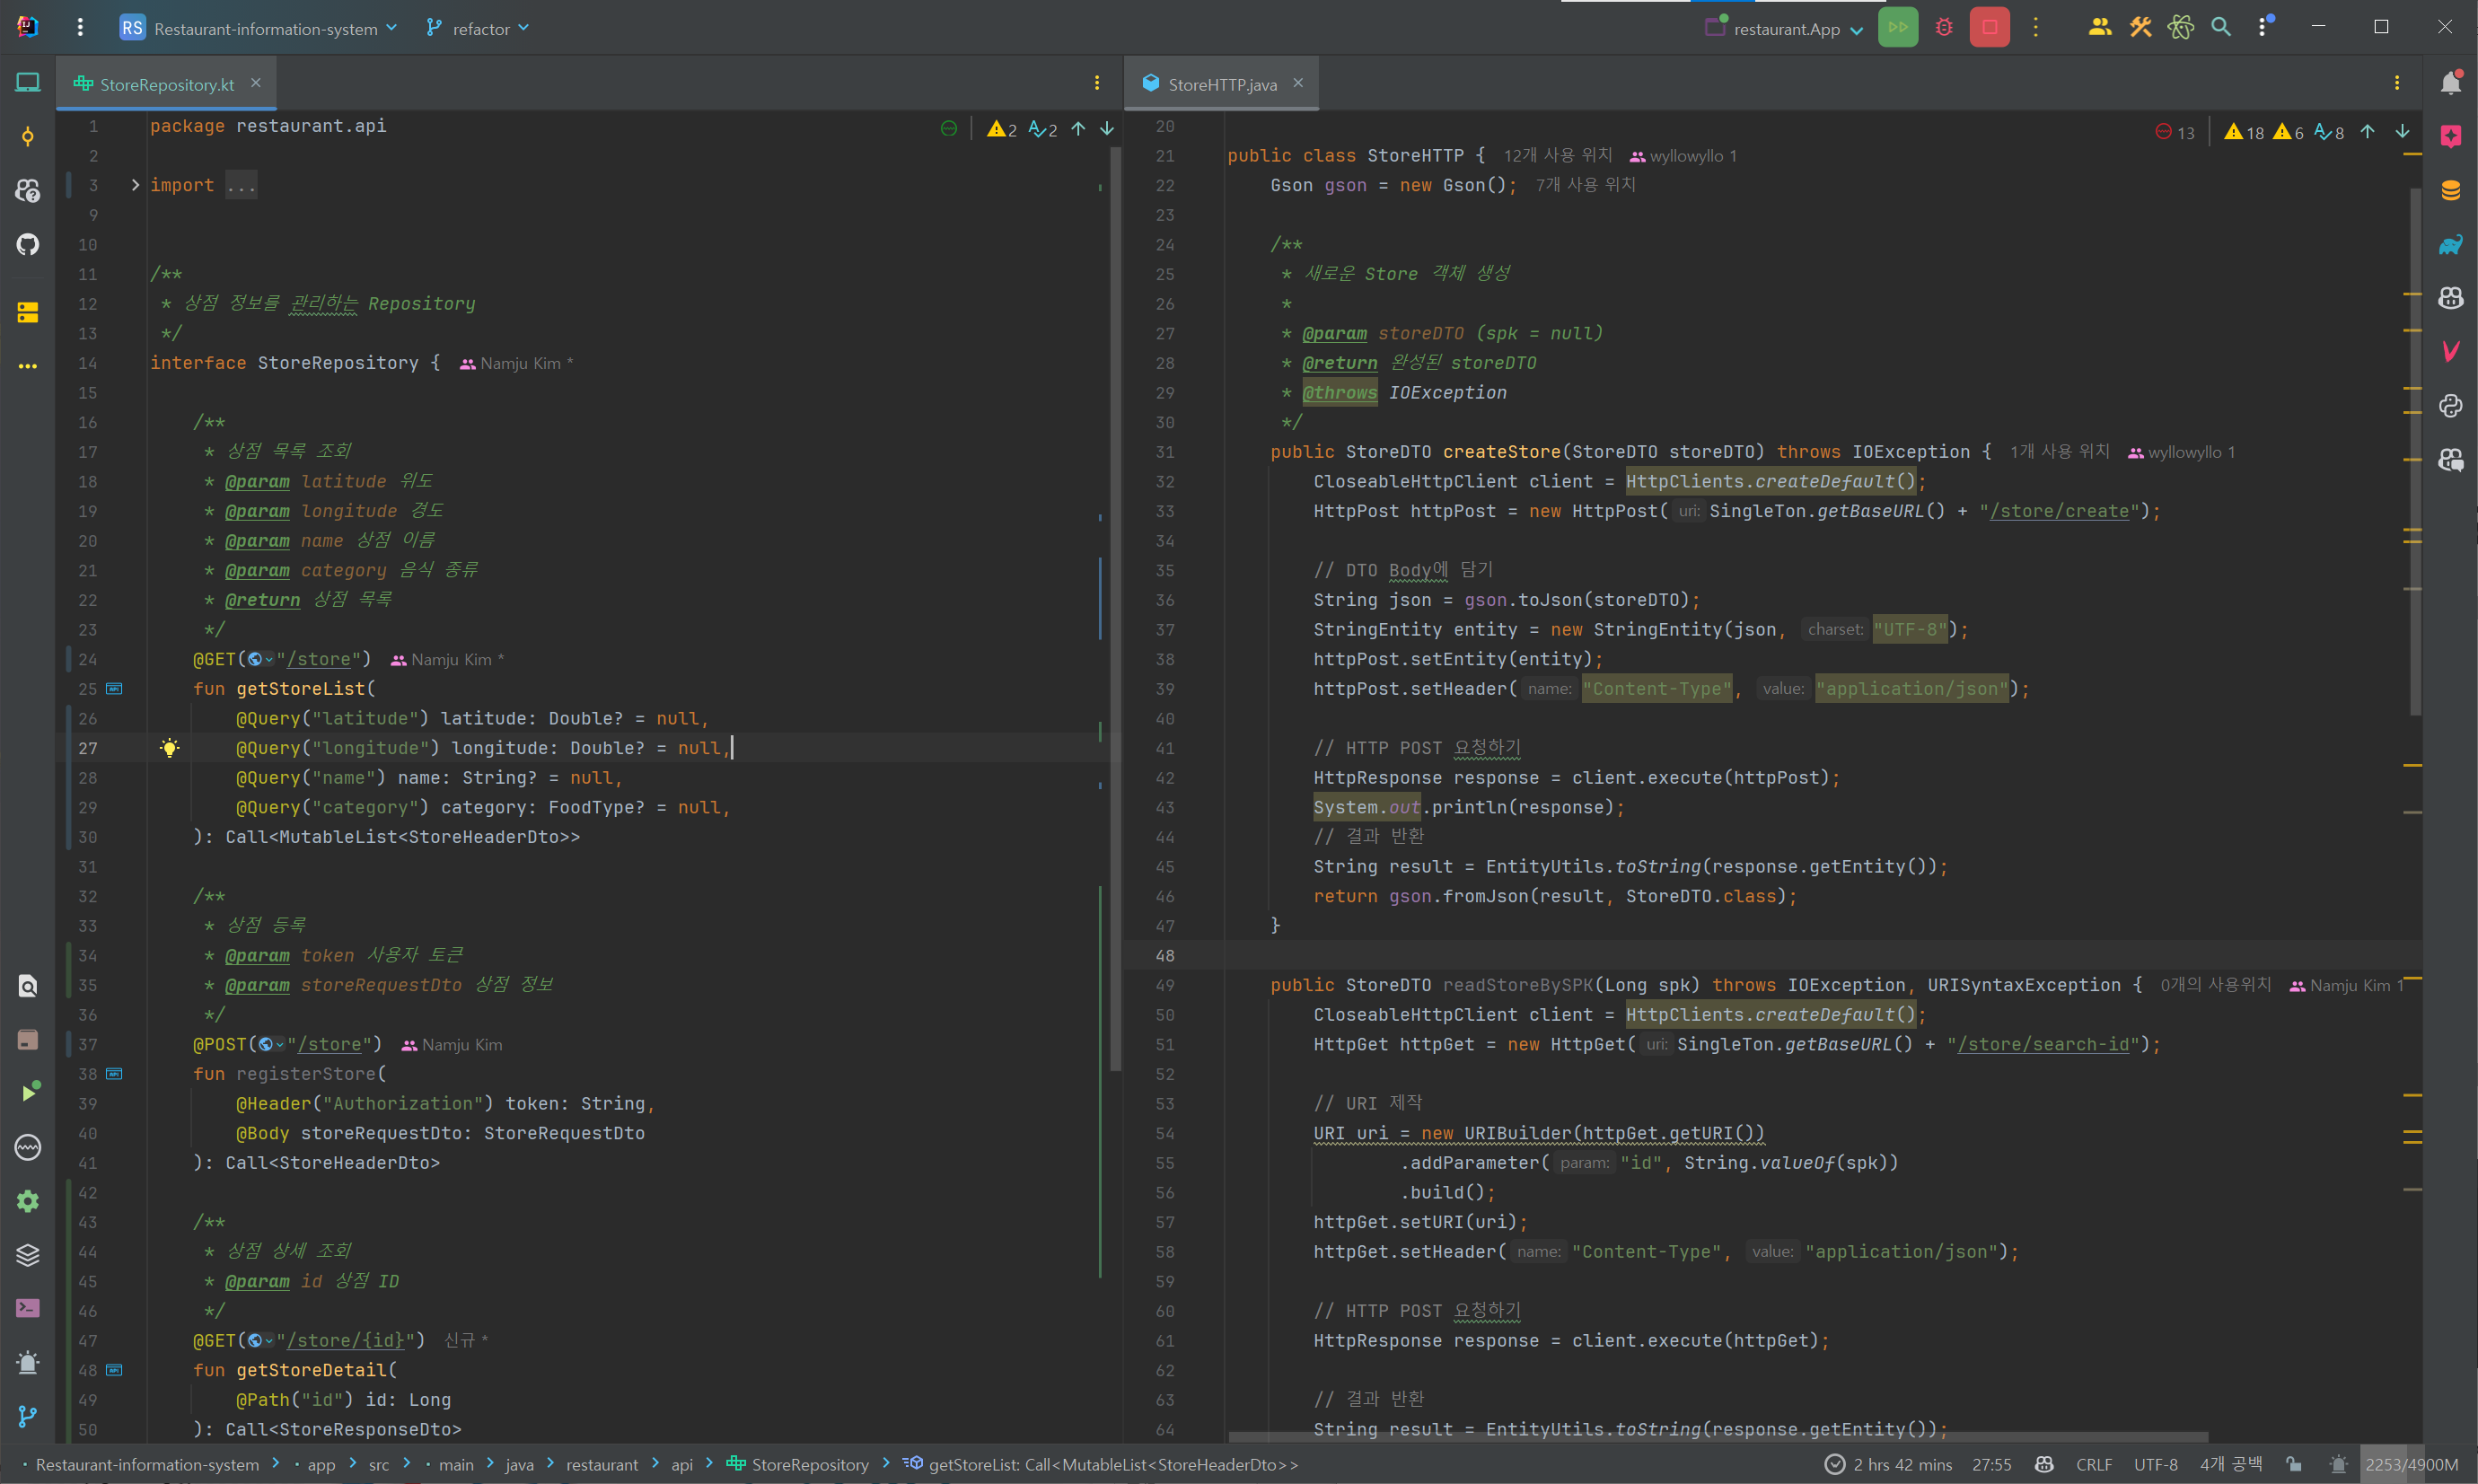 RS Restaurant-information-system refactor restaurant.App
StoreRepository.kt
1 package restaurant.api 2 2
2
3 import ...
9
10
11 /**
12 * 상점 정보를 관리하는 Repository
13 */
14 interface StoreRepository { Namju Kim *
15
16 /**
17 * 상점 목록 조회
18 * @param latitude 위도
19 * @param longitude 경도
20 * @param name 상점 이름
21 * @param category 음식 종류
22 * @return 상점 목록
23 */
24 @GET("/store") Namju Kim *
25 fun getStoreList(
26 @Query("latitude") latitude: Double? = null,
27 @Query("longitude") longitude: Double? = null,
28 @Query("name") name: String? = null,
29 @Query("category") category: FoodType? = null,
30 ): Call<MutableList<StoreHeaderDto>>
31
32 /**
33 * 상점 등록
34 * @param token 사용자 토큰
35 * @param storeRequestDto 상점 정보
36 */
37 @POST("/store") Namju Kim
38 fun registerStore(
39 @Header("Authorization") token: String,
40 @Body storeRequestDto: StoreRequestDto
41 ): Call<StoreHeaderDto>
42
43 /**
44 * 상점 상세 조회
45 * @param id 상점 ID
46 */
47 @GET("/store/{id}") 신규 *
48 fun getStoreDetail(
49 @Path("id") id: Long
50 ): Call<StoreResponseDto>
StoreHTTP.java
20 13 18 6 8
21 public class StoreHTTP { 12개 사용 위치 wyllowyllo 1
22 Gson gson = new Gson(); 7개 사용 위치
23
24 /**
25 * 새로운 Store 객체 생성
26 *
27 * @param storeDTO (spk = null)
28 * @return 완성된 storeDTO
29 * @throws IOException
30 */
31 public StoreDTO createStore(StoreDTO storeDTO) throws IOException { 1개 사용 위치 wyllowyllo 1
32 CloseableHttpClient client = HttpClients.createDefault();
33 HttpPost httpPost = new HttpPost( uri: SingleTon.getBaseURL() + "/store/create");
34
35 // DTO Body에 담기
36 String json = gson.toJson(storeDTO);
37 StringEntity entity = new StringEntity(json, charset: "UTF-8");
38 httpPost.setEntity(entity);
39 httpPost.setHeader( name: "Content-Type", value: "application/json");
40
41 // HTTP POST 요청하기
42 HttpResponse response = client.execute(httpPost);
43 System.out.println(response);
44 // 결과 반환
45 String result = EntityUtils.toString(response.getEntity());
46 return gson.fromJson(result, StoreDTO.class);
47 }
48
49 public StoreDTO readStoreBySPK(Long spk) throws IOException, URISyntaxException { 0개의 사용위치 Namju Kim 1
50 CloseableHttpClient client = HttpClients.createDefault();
51 HttpGet httpGet = new HttpGet( uri: SingleTon.getBaseURL() + "/store/search-id");
52
53 // URI 제작
54 URI uri = new URIBuilder(httpGet.getURI())
55 .addParameter( param: "id", String.valueOf(spk))
56 .build();
57 httpGet.setURI(uri);
58 httpGet.setHeader( name: "Content-Type", value: "application/json");
59
60 // HTTP POST 요청하기
61 HttpResponse response = client.execute(httpGet);
62
63 // 결과 반환
64 String result = EntityUtils.toString(response.getEntity());
Restaurant-information-system > app > src > main > java > restaurant > api > StoreRepository > getStoreList: Call<MutableList<StoreHeaderDto>> 2 hrs 42 mins 27:55 CRLF UTF-8 4개 공백 2253/4900M